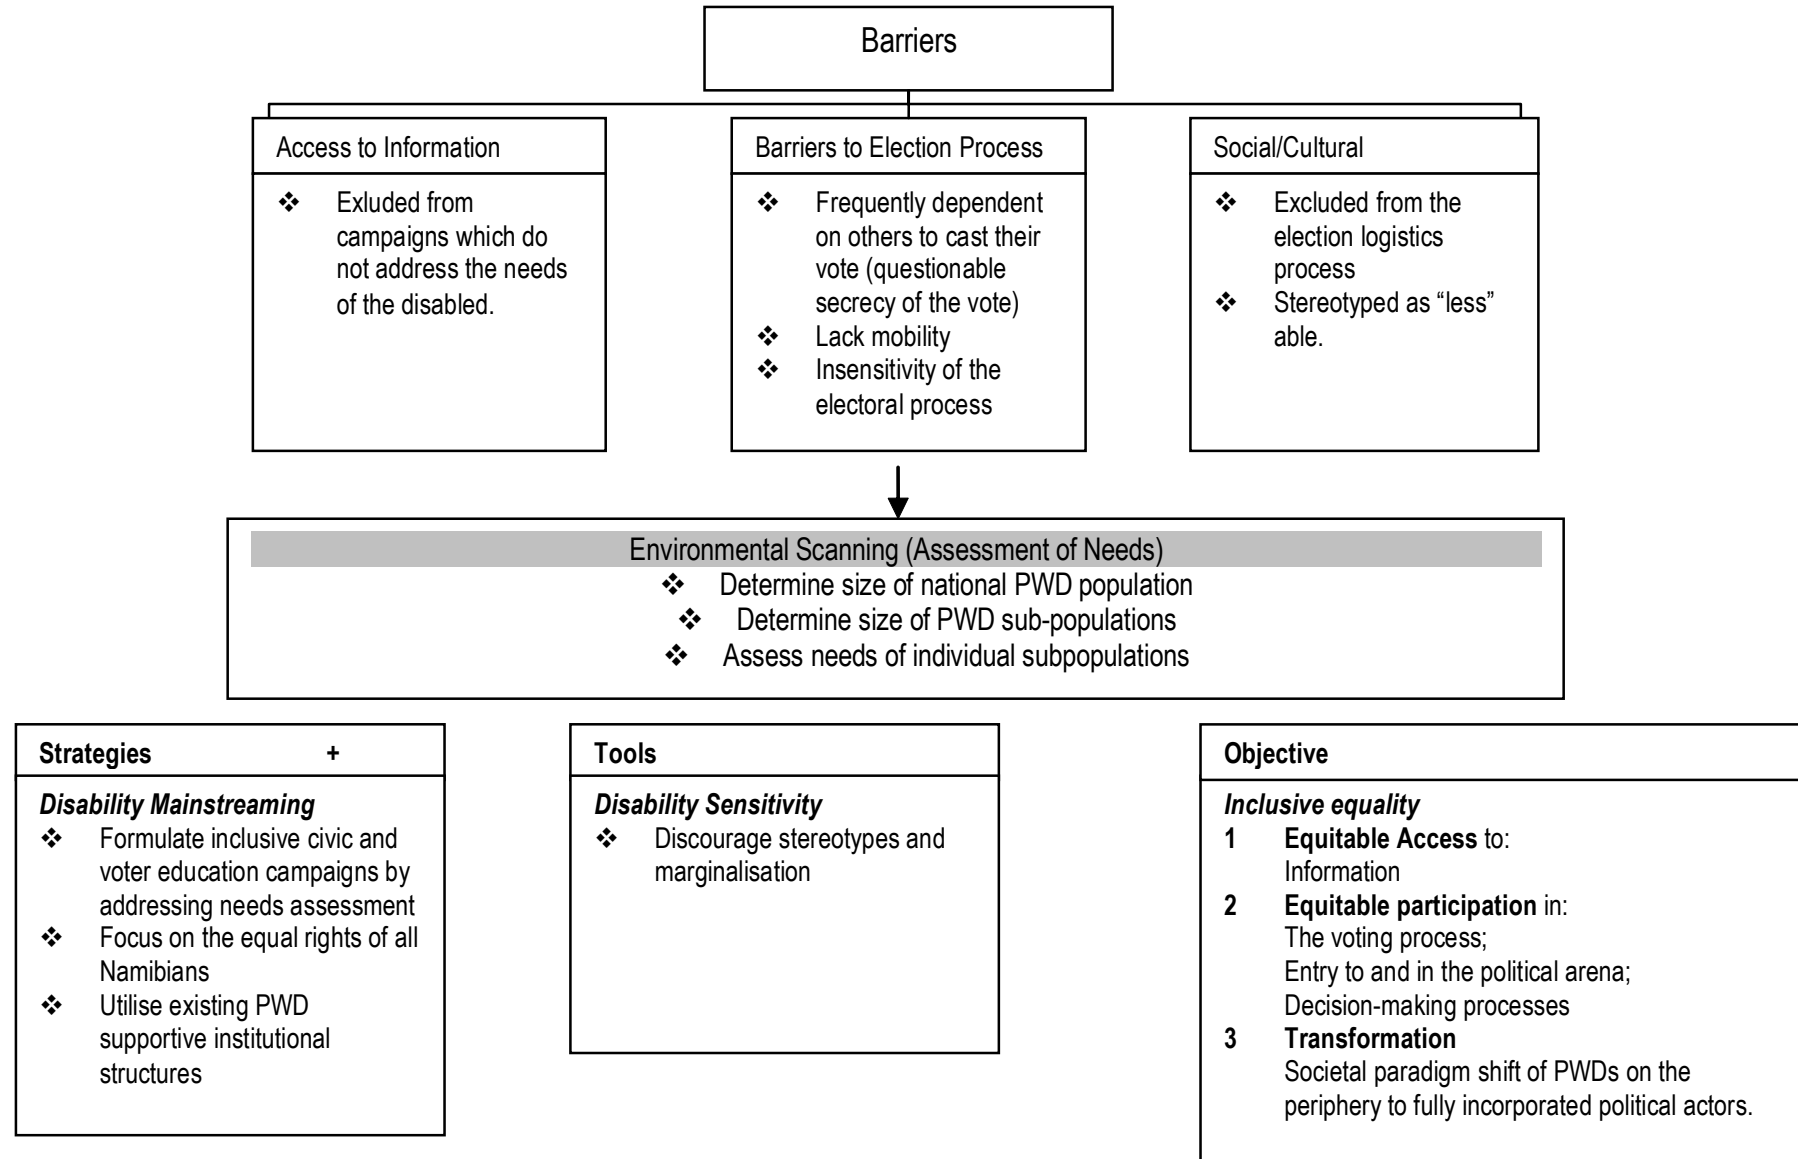 Barriers
Access to Information
❖ Exluded from
campaigns which do
not address the needs
of the disabled.
Barriers to Election Process
❖ Frequently dependent
on others to cast their
vote (questionable
secrecy of the vote)
❖ Lack mobility
❖ Insensitivity of the
electoral process
Social/Cultural
❖ Excluded from the
election logistics
process
❖ Stereotyped as “less”
able.
Environmental Scanning (Assessment of Needs)
❖ Determine size of national PWD population
❖ Determine size of PWD sub-populations
❖ Assess needs of individual subpopulations
Strategies +
Disability Mainstreaming
❖ Formulate inclusive civic and
voter education campaigns by
addressing needs assessment
❖ Focus on the equal rights of all
Namibians
❖ Utilise existing PWD
supportive institutional
structures
Tools
Disability Sensitivity
❖ Discourage stereotypes and
marginalisation
Objective
Inclusive equality
1 Equitable Access to:
Information
2 Equitable participation in:
The voting process;
Entry to and in the political arena;
Decision-making processes
3 Transformation
Societal paradigm shift of PWDs on the
periphery to fully incorporated political actors.